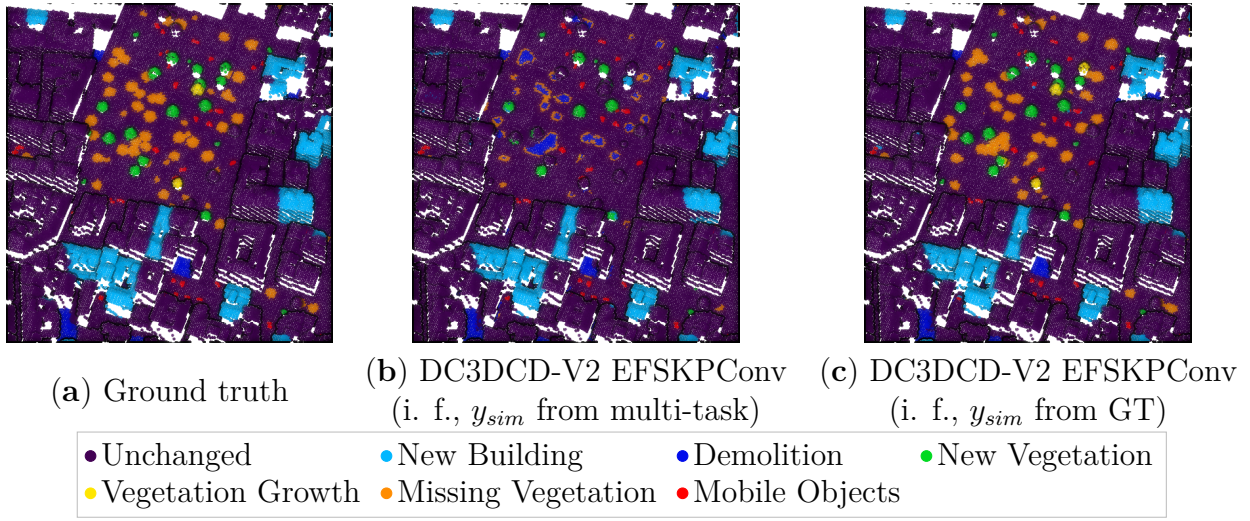 (a) Ground truth
(b) DC3DCD-V2 EFSKPConv
(i. f., y_sim from multi-task)
(c) DC3DCD-V2 EFSKPConv
(i. f., y_sim from GT)
Unchanged New Building Demolition New Vegetation
Vegetation Growth Missing Vegetation Mobile Objects